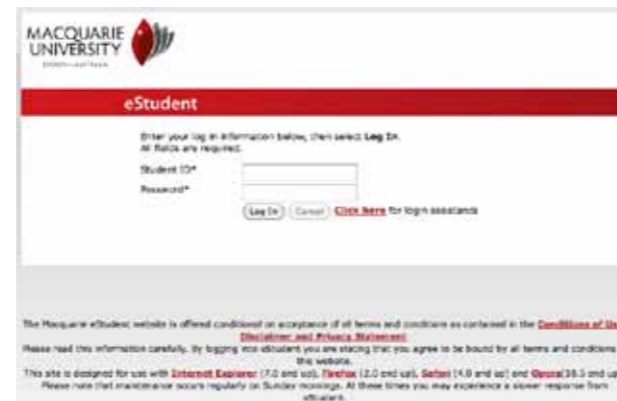 MACQUARIE
UNIVERSITY
eStudent
Enter your log in information below, then select Log In.
All fields are required.
Student ID*
Password*
Log In Cancel Click here for login assistance
The Macquarie eStudent website is offered conditional on acceptance of all terms and conditions as contained in the Conditions of Us
Disclaimer and Privacy Statement
Please read this information carefully. By logging into eStudent you are stating that you agree to be bound by all terms and conditions
this website.
This site is designed for use with Internet Explorer (7.0 and up), Firefox (2.0 and up), Safari (4.0 and up) and Opera
Please note that maintenance occurs regularly on Sunday mornings. At these times you may experience a slower response from
eStudent.